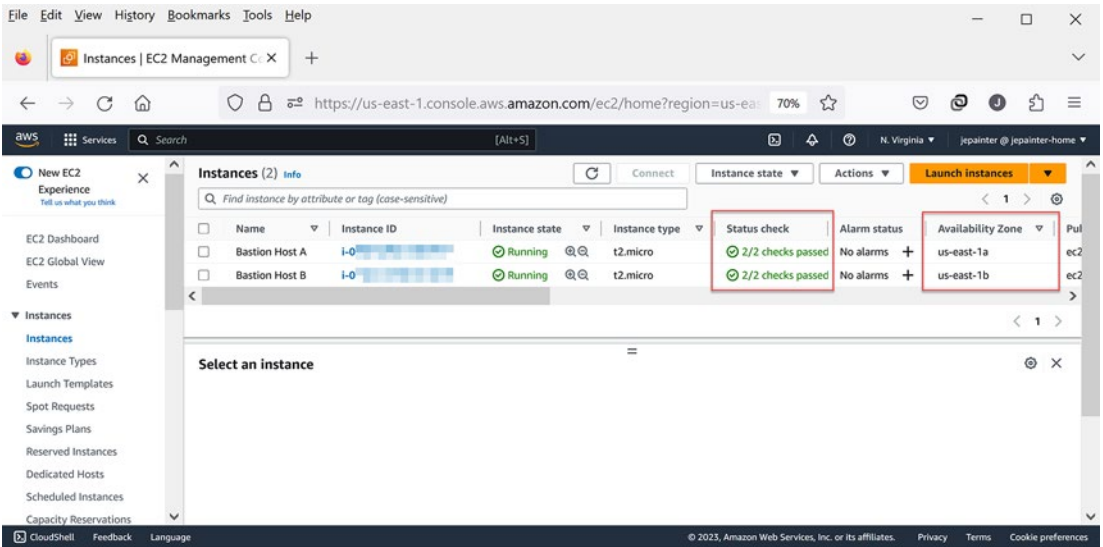 File Edit View History Bookmarks Tools Help
Instances | EC2 Management Co
https://us-east-1.console.aws.amazon.com/ec2/home?region=us-eas 70%
aws Services Search [Alt+S] N. Virginia jepainter @ jepainter-home
New EC2 Experience
Tell us what you think
EC2 Dashboard
EC2 Global View
Events
Instances
Instances
Instance Types
Launch Templates
Spot Requests
Savings Plans
Reserved Instances
Dedicated Hosts
Scheduled Instances
Capacity Reservations
Instances (2) Info Connect Instance state Actions Launch instances
Find instance by attribute or tag (case-sensitive) 1
Name Instance ID Instance state Instance type Status check Alarm status Availability Zone Pul
Bastion Host A i-0 Running t2.micro 2/2 checks passed No alarms + us-east-1a ec2
Bastion Host B i-0 Running t2.micro 2/2 checks passed No alarms + us-east-1b ec2
1
Select an instance
CloudShell Feedback Language © 2023, Amazon Web Services, Inc. or its affiliates. Privacy Terms Cookie preferences